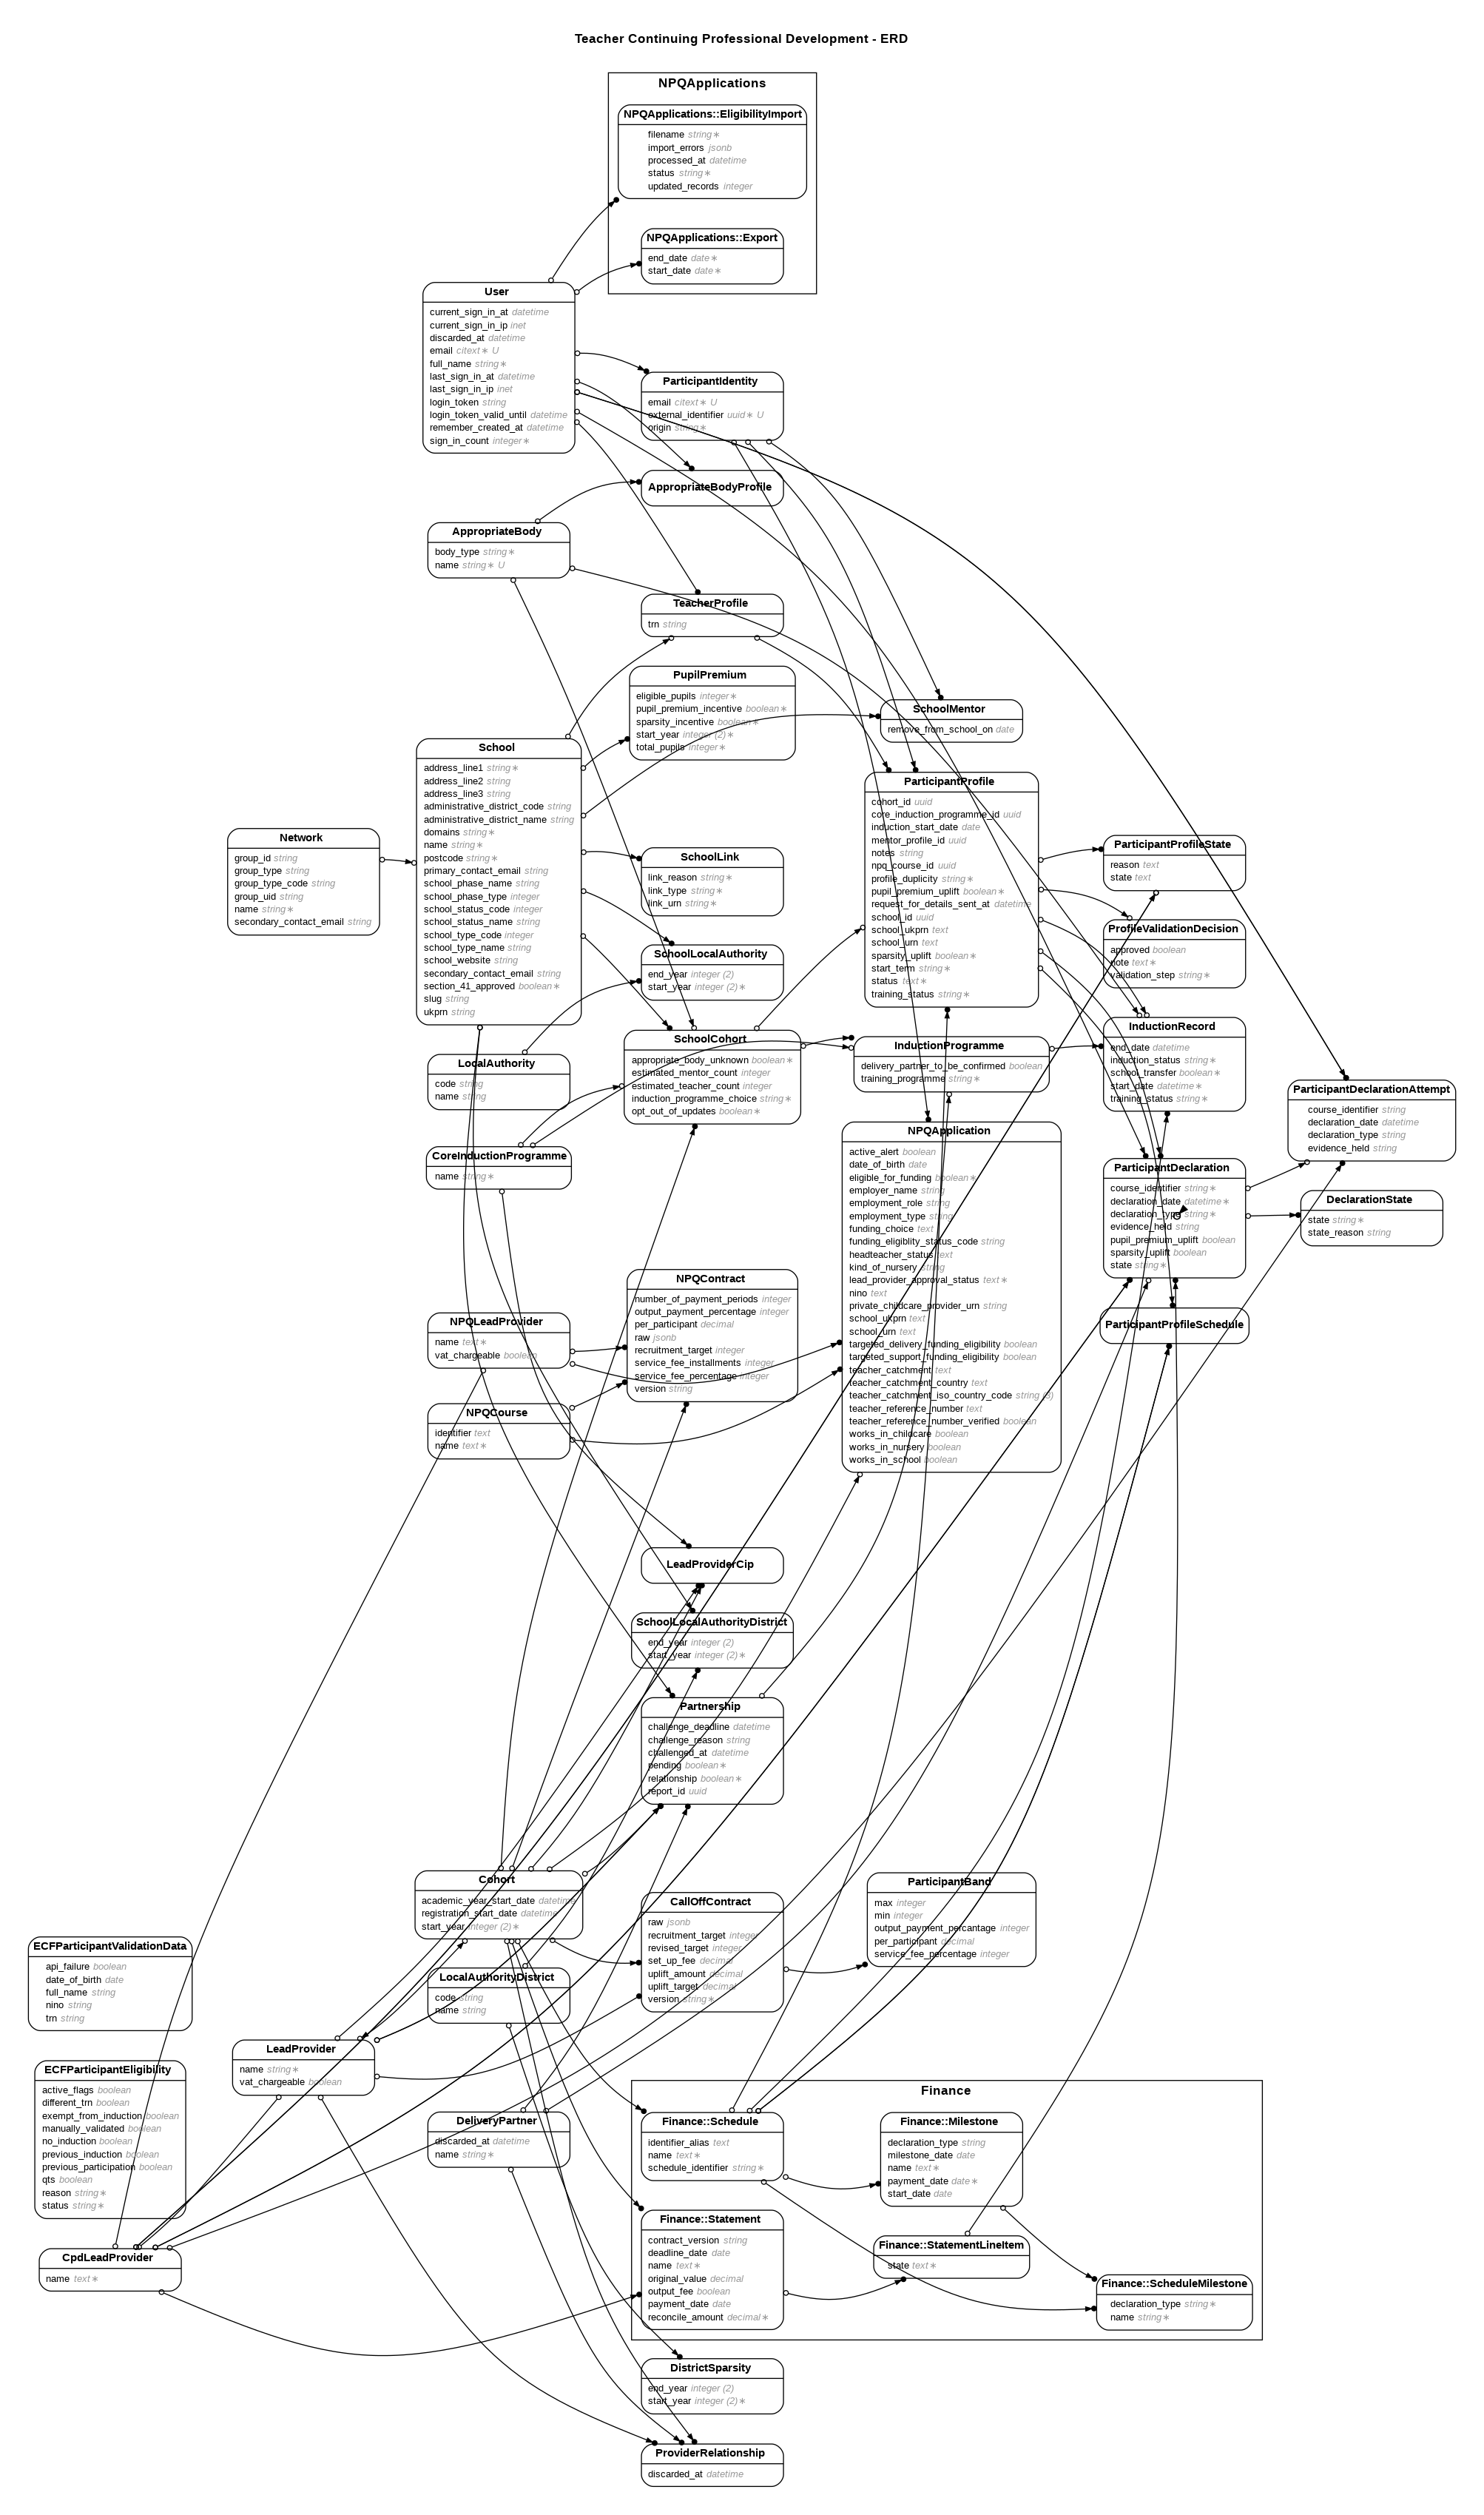 Teacher Continuing Professional Development - ERD
NPQApplications
NPQApplications::EligibilityImport
filename string∗
import_errors jsonb
processed_at datetime
status string∗
updated_records integer
NPQApplications::Export
end_date date∗
start_date date∗
User
current_sign_in_at datetime
current_sign_in_ip inet
discarded_at datetime
email citext∗ U
full_name string∗
last_sign_in_at datetime
last_sign_in_ip inet
login_token string
login_token_valid_until datetime
remember_created_at datetime
sign_in_count integer∗
ParticipantIdentity
email citext∗ U
external_identifier uuid∗ U
origin string∗
AppropriateBodyProfile
AppropriateBody
body_type string∗
name string∗ U
TeacherProfile
trn string
PupilPremium
eligible_pupils integer∗
pupil_premium_incentive boolean∗
sparsity_incentive boolean∗
start_year integer (2)∗
total_pupils integer∗
SchoolMentor
remove_from_school_on date
School
address_line1 string∗
address_line2 string
address_line3 string
administrative_district_code string
administrative_district_name string
domains string∗
name string∗
postcode string∗
primary_contact_email string
school_phase_name string
school_phase_type integer
school_status_code integer
school_status_name string
school_type_code integer
school_type_name string
school_website string
secondary_contact_email string
section_41_approved boolean∗
slug string
ukprn string
Network
group_id string
group_type string
group_type_code string
group_uid string
name string∗
secondary_contact_email string
ParticipantProfile
cohort_id uuid
core_induction_programme_id uuid
induction_start_date date
mentor_profile_id uuid
notes string
npq_course_id uuid
profile_duplicity string∗
pupil_premium_uplift boolean∗
request_for_details_sent_at datetime
school_id uuid
school_ukprn text
school_urn text
sparsity_uplift boolean∗
start_term string∗
status text∗
training_status string∗
ParticipantProfileState
reason text
state text
SchoolLink
link_reason string∗
link_type string∗
link_urn string∗
ProfileValidationDecision
approved boolean
note text∗
validation_step string∗
SchoolLocalAuthority
end_year integer (2)
start_year integer (2)∗
InductionRecord
end_date datetime
induction_status string∗
school_transfer boolean∗
start_date datetime∗
training_status string∗
SchoolCohort
appropriate_body_unknown boolean∗
estimated_mentor_count integer
estimated_teacher_count integer
induction_programme_choice string∗
opt_out_of_updates boolean∗
InductionProgramme
delivery_partner_to_be_confirmed boolean
training_programme string∗
LocalAuthority
code string
name string
ParticipantDeclarationAttempt
course_identifier string
declaration_date datetime
declaration_type string
evidence_held string
CoreInductionProgramme
name string∗
NPQApplication
active_alert boolean
date_of_birth date
eligible_for_funding boolean∗
employer_name string
employment_role string
employment_type string
funding_choice text
funding_eligiblity_status_code string
headteacher_status text
kind_of_nursery string
lead_provider_approval_status text∗
nino text
private_childcare_provider_urn string
school_ukprn text
school_urn text
targeted_delivery_funding_eligibility boolean
targeted_support_funding_eligibility boolean
teacher_catchment text
teacher_catchment_country text
teacher_catchment_iso_country_code string (3)
teacher_reference_number text
teacher_reference_number_verified boolean
works_in_childcare boolean
works_in_nursery boolean
works_in_school boolean
ParticipantDeclaration
course_identifier string∗
declaration_date datetime∗
declaration_type string∗
evidence_held string
pupil_premium_uplift boolean
sparsity_uplift boolean
state string∗
DeclarationState
state string∗
state_reason string
NPQContract
number_of_payment_periods integer
output_payment_percentage integer
per_participant decimal
raw jsonb
recruitment_target integer
service_fee_installments integer
service_fee_percentage integer
version string
ParticipantProfileSchedule
NPQLeadProvider
name text∗
vat_chargeable boolean
NPQCourse
identifier text
name text∗
LeadProviderCip
SchoolLocalAuthorityDistrict
end_year integer (2)
start_year integer (2)∗
Partnership
challenge_deadline datetime
challenge_reason string
challenged_at datetime
pending boolean∗
relationship boolean∗
report_id uuid
Cohort
academic_year_start_date datetime
registration_start_date datetime
start_year integer (2)∗
CallOffContract
raw jsonb
recruitment_target integer
revised_target integer
set_up_fee decimal
uplift_amount decimal
uplift_target decimal
version string∗
ParticipantBand
max integer
min integer
output_payment_percantage integer
per_participant decimal
service_fee_percentage integer
ECFParticipantValidationData
api_failure boolean
date_of_birth date
full_name string
nino string
trn string
LocalAuthorityDistrict
code string
name string
LeadProvider
name string∗
vat_chargeable boolean
ECFParticipantEligibility
active_flags boolean
different_trn boolean
exempt_from_induction boolean
manually_validated boolean
no_induction boolean
previous_induction boolean
previous_participation boolean
qts boolean
reason string∗
status string∗
DeliveryPartner
discarded_at datetime
name string∗
Finance
Finance::Schedule
identifier_alias text
name text∗
schedule_identifier string∗
Finance::Milestone
declaration_type string
milestone_date date
name text∗
payment_date date∗
start_date date
Finance::Statement
contract_version string
deadline_date date
name text∗
original_value decimal
output_fee boolean
payment_date date
reconcile_amount decimal∗
Finance::StatementLineItem
state text∗
Finance::ScheduleMilestone
declaration_type string∗
name string∗
CpdLeadProvider
name text∗
DistrictSparsity
end_year integer (2)
start_year integer (2)∗
ProviderRelationship
discarded_at datetime